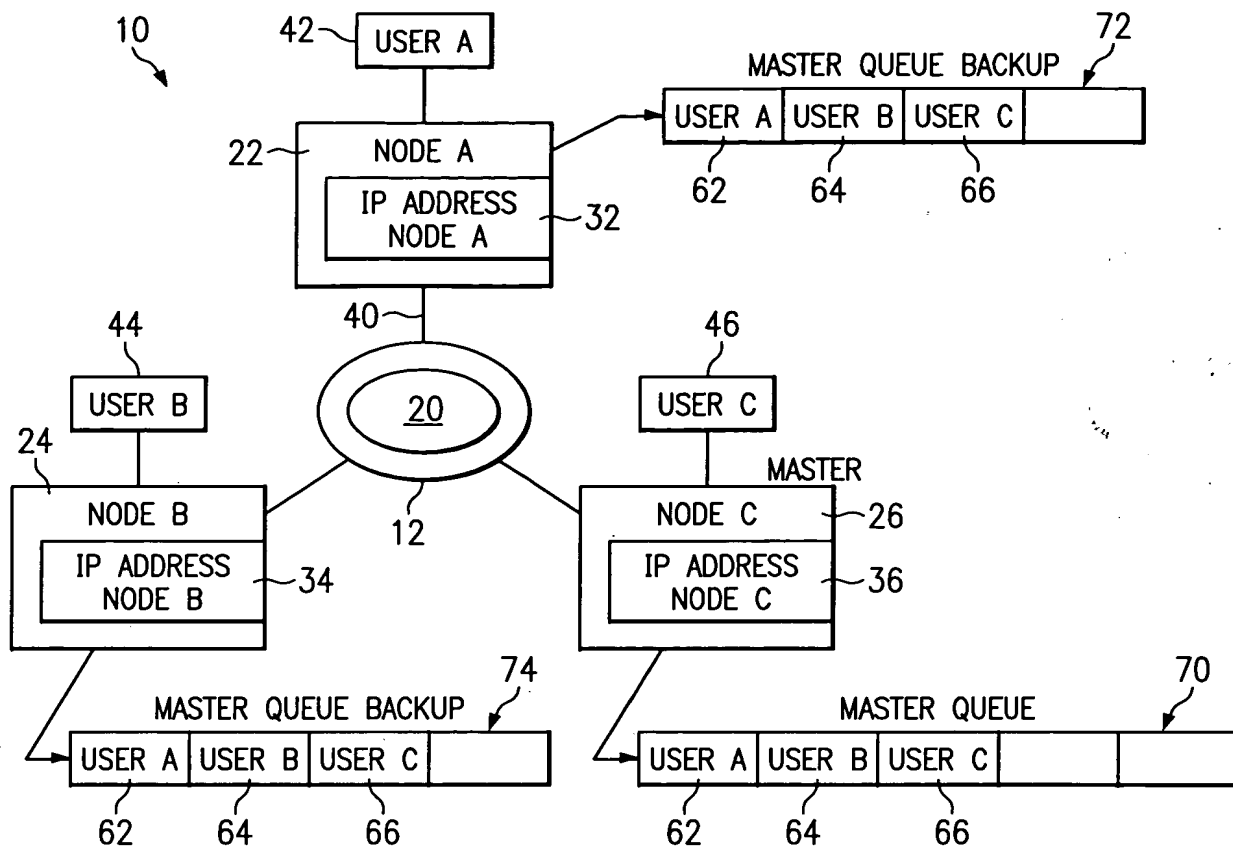 10
42
USER A
72
MASTER QUEUE BACKUP
USER A USER B USER C
62 64 66
22
NODE A
IP ADDRESS
NODE A
32
40
44
USER B
20
12
46
USER C
24
NODE B
IP ADDRESS
NODE B
34
MASTER
NODE C
26
IP ADDRESS
NODE C
36
74
MASTER QUEUE BACKUP
USER A USER B USER C
62 64 66
70
MASTER QUEUE
USER A USER B USER C
62 64 66